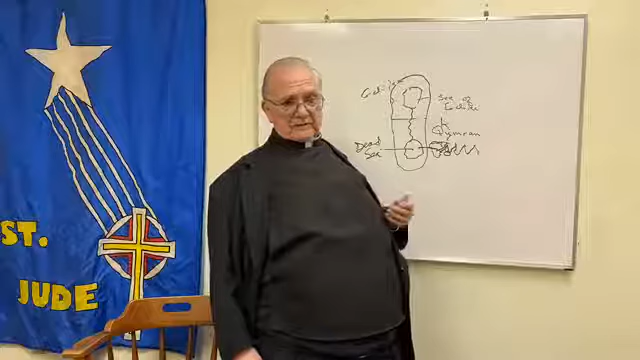 ST.
JUDE
Galilee
Sea of
Galilee
Qumran
Dead
Sea